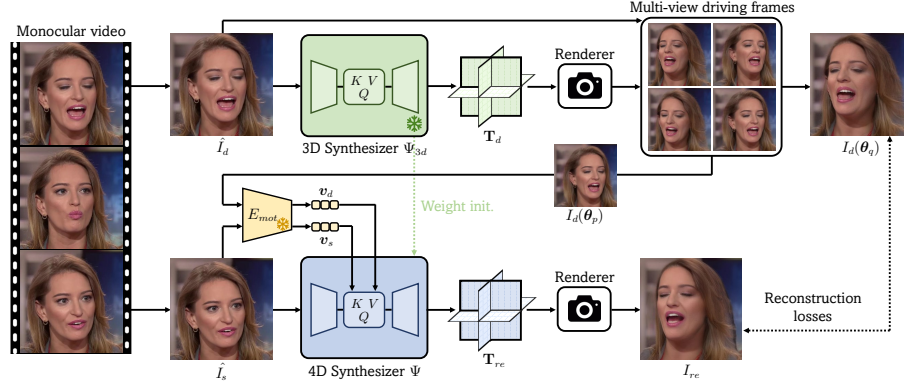 Monocular video
Multi-view driving frames
Renderer
K V
Q
Î_d
3D Synthesizer Ψ_3d
T_d
I_d(θ_q)
I_d(θ_p)
v_d
E_mot
v_s
Weight init.
Renderer
K V
Q
Reconstruction
losses
Î_s
4D Synthesizer Ψ
T_re
I_re